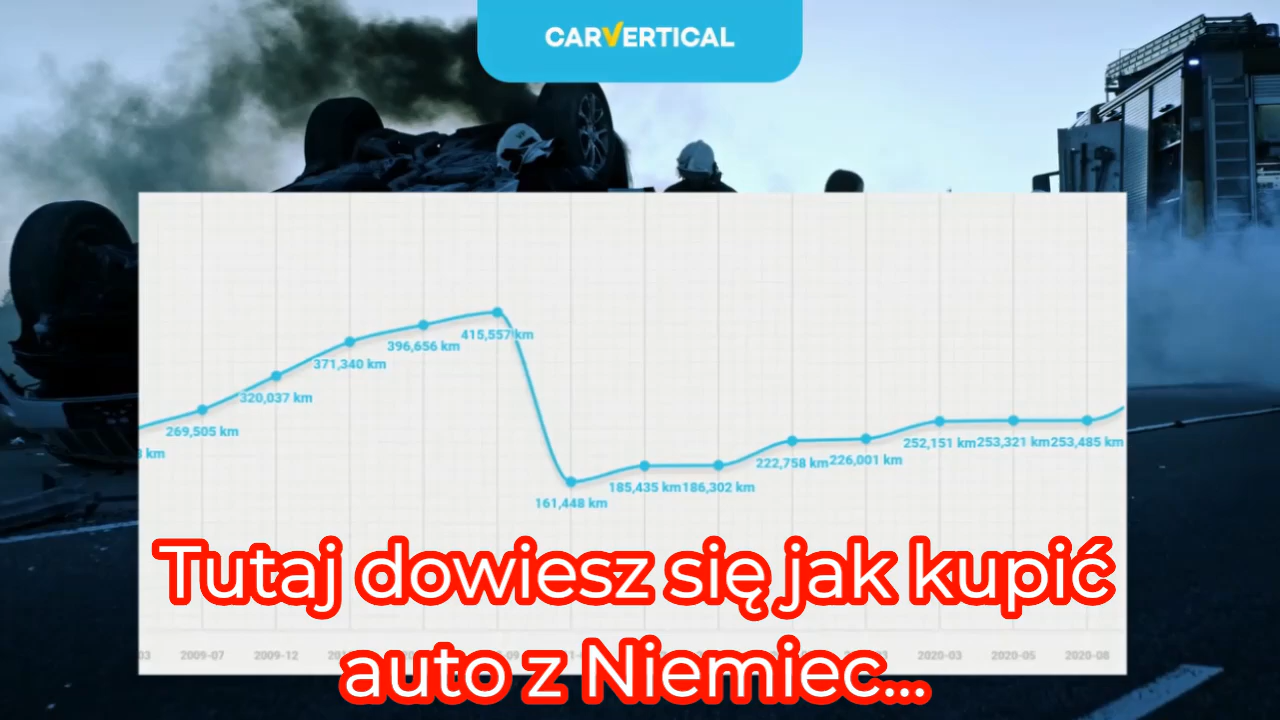 CARVERTICAL
415,557 km
396,656 km
371,340 km
320,037 km
269,505 km
km
252,151 km 253,321 km 253,485 km
222,758 km 226,001 km
185,435 km 186,302 km
161,448 km
Tutaj dowiesz się jak kupić
2009-07 2009-12 2020-03 2020-05 2020-08
auto z Niemiec...